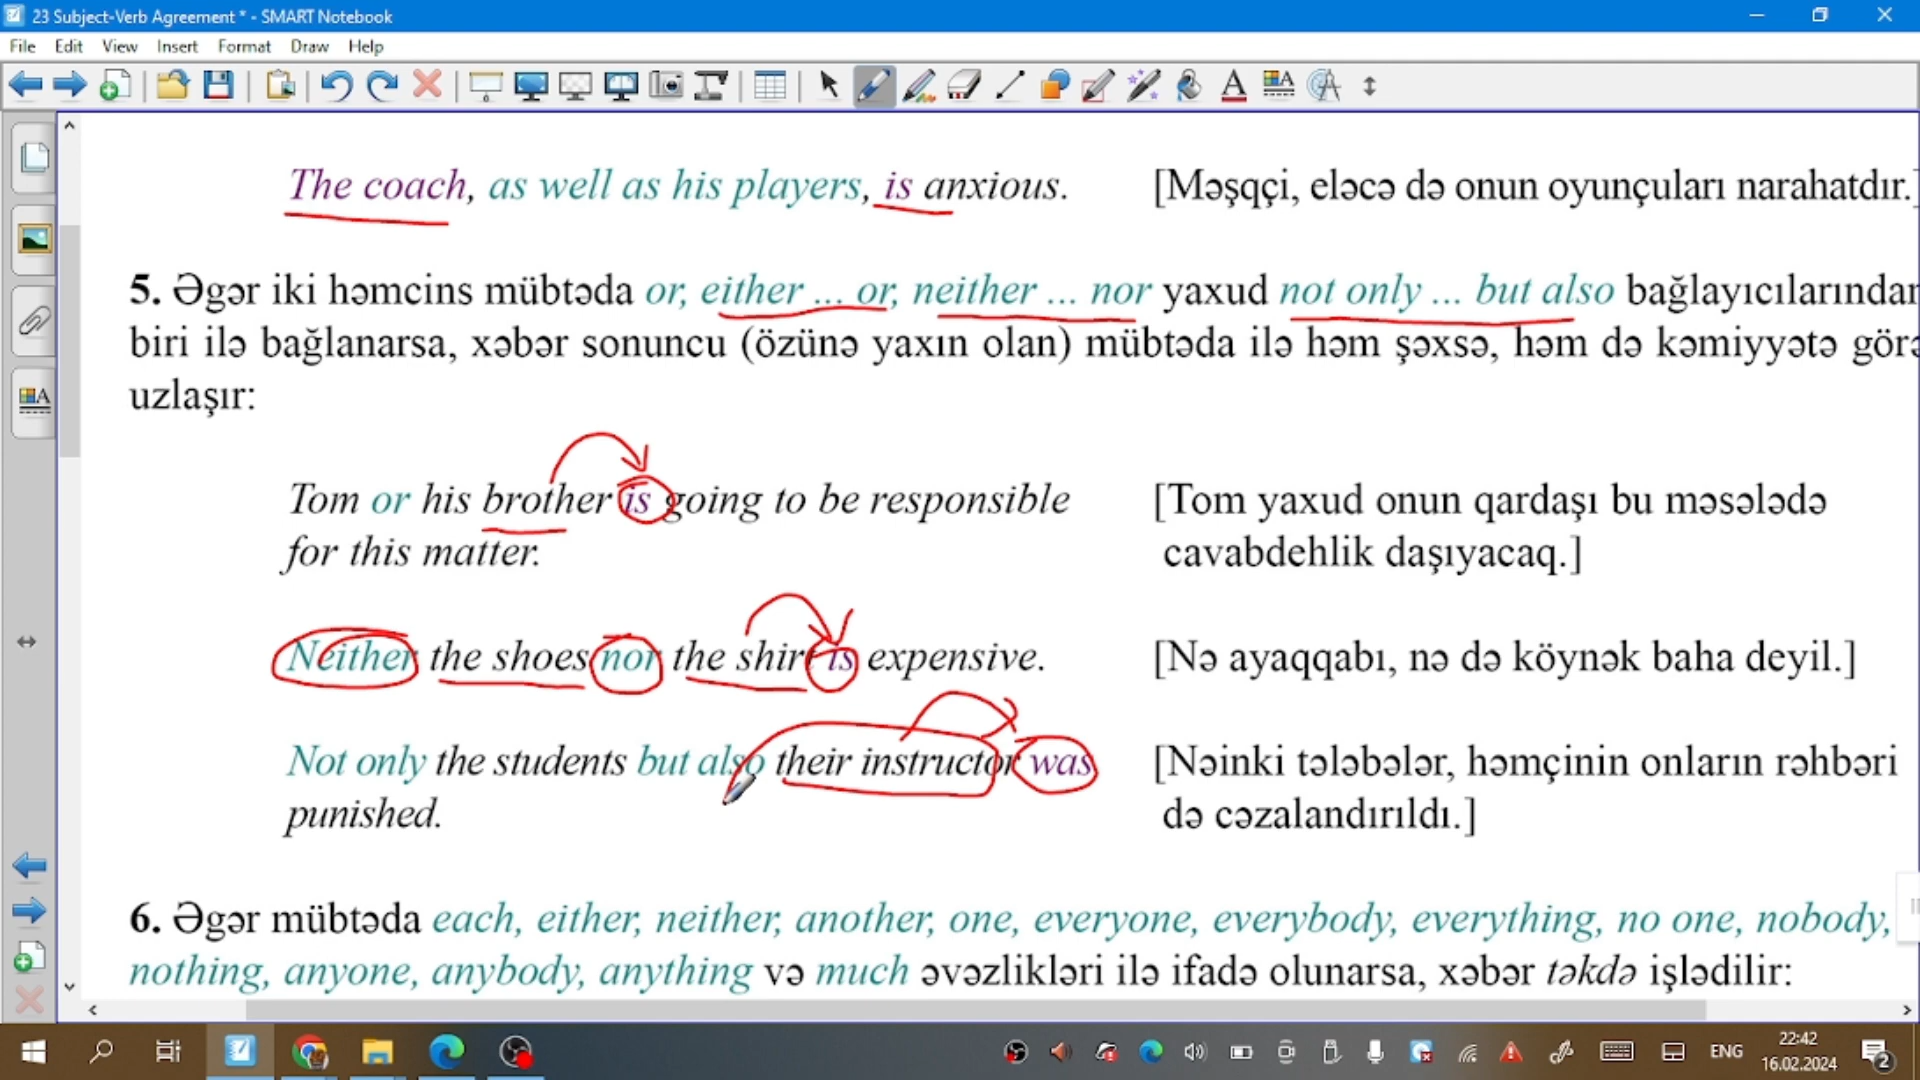 23 Subject-Verb Agreement * - SMART Notebook
File Edit View Insert Format Draw Help
The coach, as well as his players, is anxious. [Məşqçi, eləcə də onun oyunçuları narahatdır.]
5. Əgər iki həmcins mübtəda or, either ... or, neither ... nor yaxud not only ... but also bağlayıcılarından
biri ilə bağlanarsa, xəbər sonuncu (özünə yaxın olan) mübtəda ilə həm şəxsə, həm də kəmiyyətə görə
uzlaşır:
Tom or his brother is going to be responsible [Tom yaxud onun qardaşı bu məsələdə
for this matter. cavabdehlik daşıyacaq.]
Neither the shoes nor the shirt is expensive. [Nə ayaqqabı, nə də köynək baha deyil.]
Not only the students but also their instructor was [Nəinki tələbələr, həmçinin onların rəhbəri
punished. də cəzalandırıldı.]
6. Əgər mübtəda each, either, neither, another, one, everyone, everybody, everything, no one, nobody,
nothing, anyone, anybody, anything və much əvəzlikləri ilə ifadə olunarsa, xəbər təkdə işlədilir:
ENG
22:42
16.02.2024
2